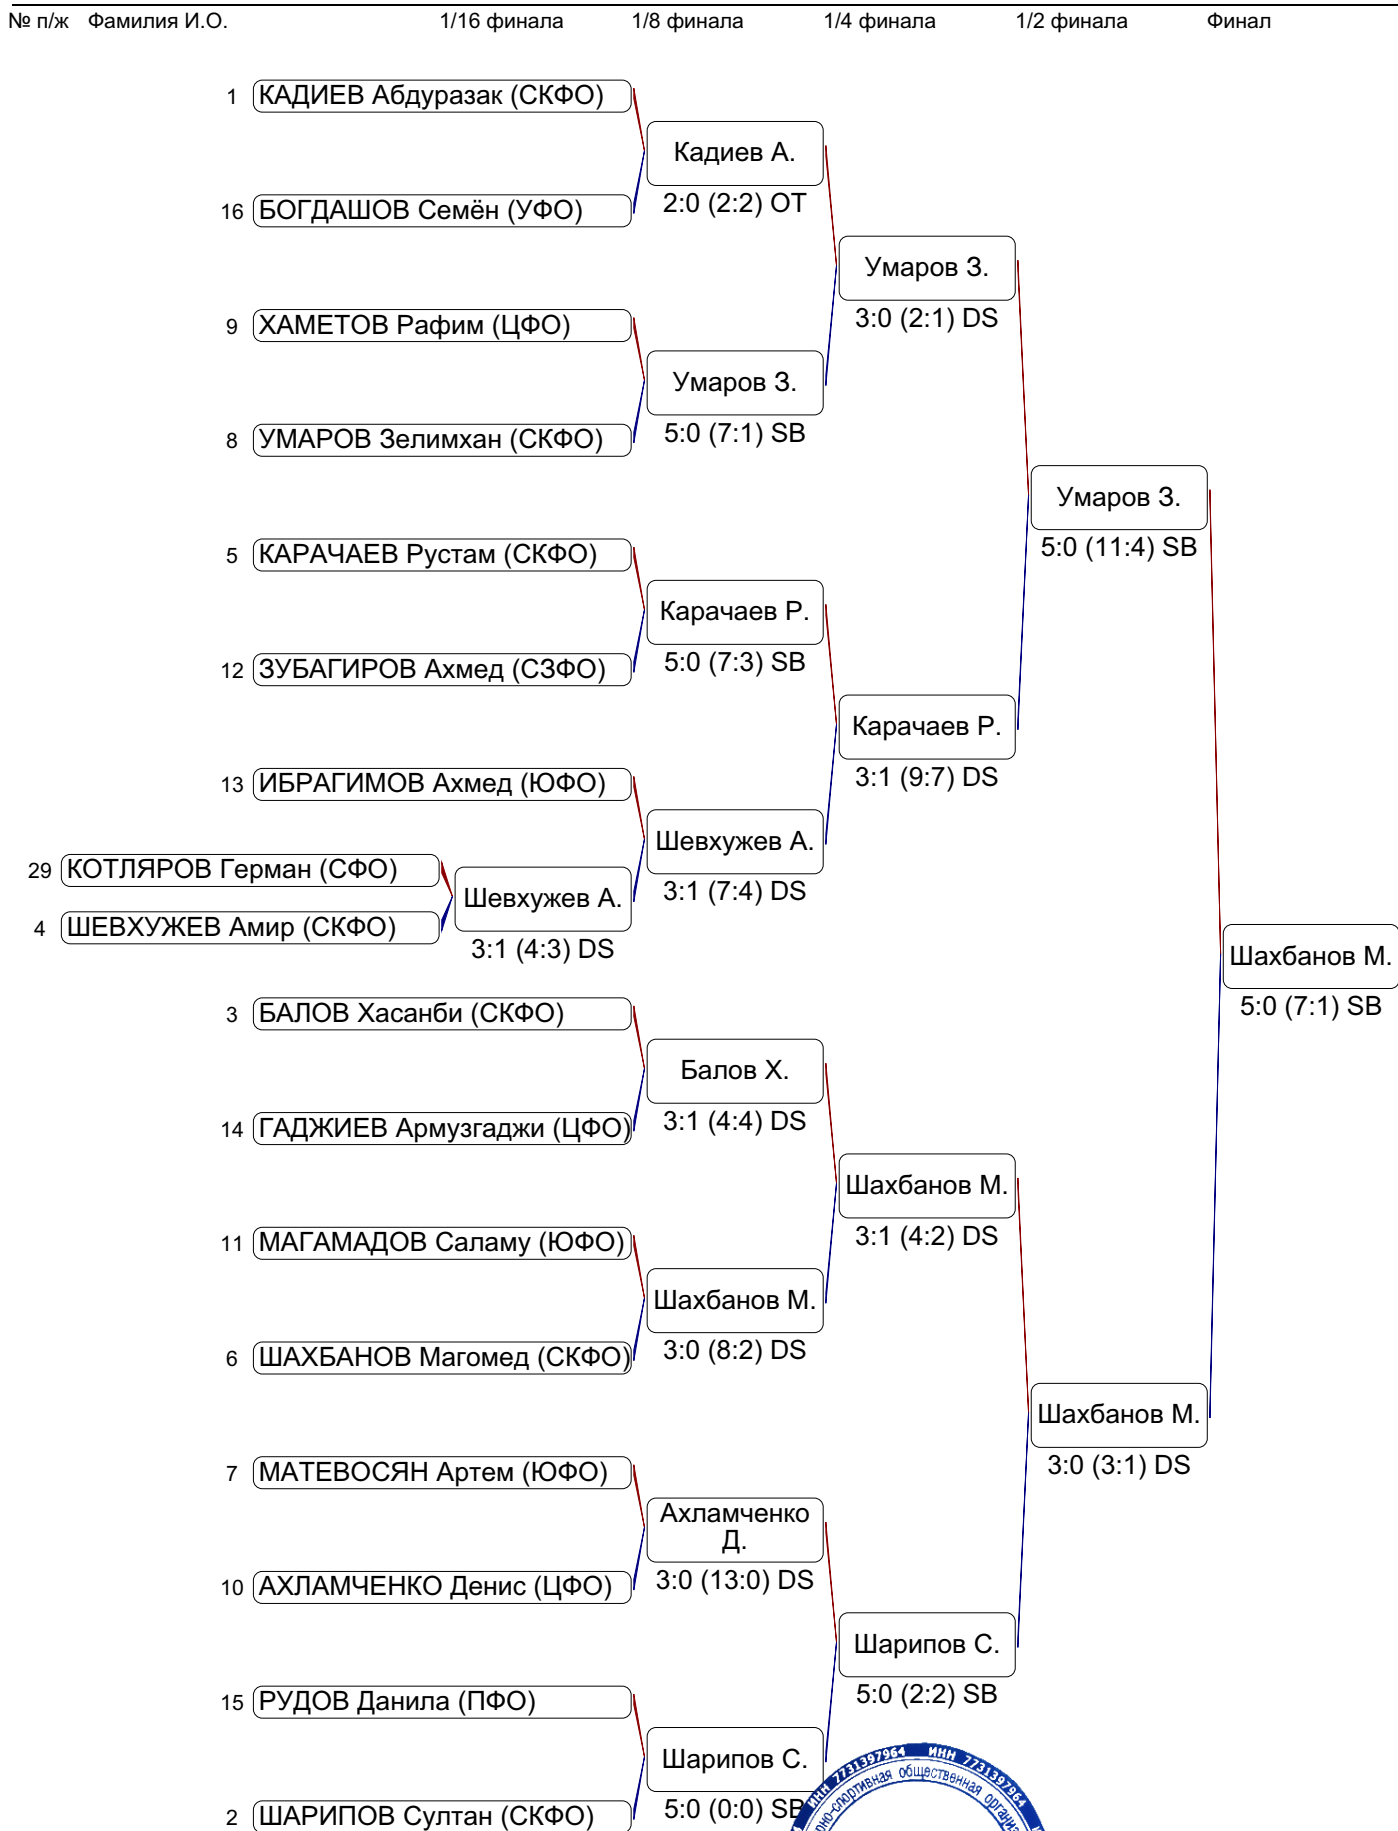 № п/ж Фамилия И.О. 1/16 финала 1/8 финала 1/4 финала 1/2 финала Финал
1 КАДИЕВ Абдуразак (СКФО)
Кадиев А.
2:0 (2:2) OT
16 БОГДАШОВ Семён (УФО)
Умаров З.
3:0 (2:1) DS
9 ХАМЕТОВ Рафим (ЦФО)
Умаров З.
5:0 (7:1) SB
8 УМАРОВ Зелимхан (СКФО)
Умаров З.
5:0 (11:4) SB
5 КАРАЧАЕВ Рустам (СКФО)
Карачаев Р.
5:0 (7:3) SB
12 ЗУБАГИРОВ Ахмед (СЗФО)
Карачаев Р.
3:1 (9:7) DS
13 ИБРАГИМОВ Ахмед (ЮФО)
Шевхужев А.
3:1 (7:4) DS
29 КОТЛЯРОВ Герман (СФО)
Шевхужев А.
3:1 (4:3) DS
4 ШЕВХУЖЕВ Амир (СКФО)
Шахбанов М.
5:0 (7:1) SB
3 БАЛОВ Хасанби (СКФО)
Балов Х.
3:1 (4:4) DS
14 ГАДЖИЕВ Армузгаджи (ЦФО)
Шахбанов М.
3:1 (4:2) DS
11 МАГАМАДОВ Саламу (ЮФО)
Шахбанов М.
3:0 (8:2) DS
6 ШАХБАНОВ Магомед (СКФО)
Шахбанов М.
3:0 (3:1) DS
7 МАТЕВОСЯН Артем (ЮФО)
Ахламченко
Д.
3:0 (13:0) DS
10 АХЛАМЧЕНКО Денис (ЦФО)
Шарипов С.
5:0 (2:2) SB
15 РУДОВ Данила (ПФО)
Шарипов С.
5:0 (0:0) SB
2 ШАРИПОВ Султан (СКФО)
ИНН 7731397964 ИНН 7731397964
спортивная общественная